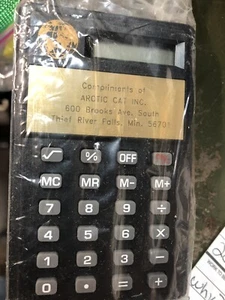 Compliments of
ARCTIC CAT INC.
600 Brooks Ave. South
Thief River Falls, Min. 5670
√ % OFF
MC MR M- M+
7 8 9 ÷
4 5 6 ×
1 2 3 −
0 • = +